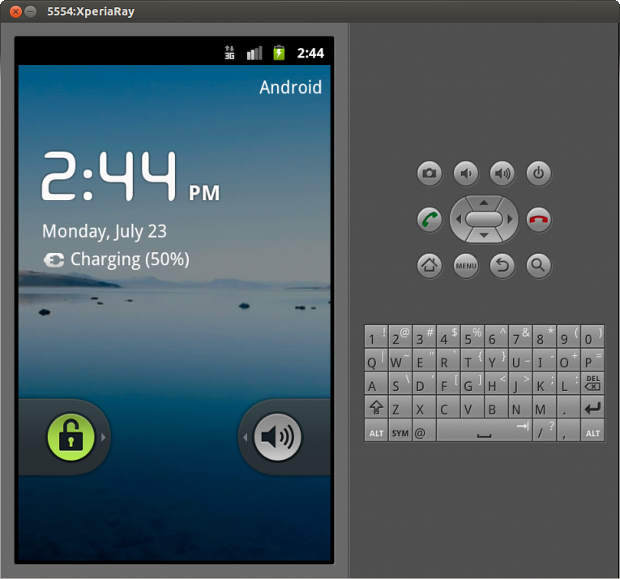 5554:XperiaRay
3G 2:44
Android
2:44 PM
Monday, July 23
Charging (50%)
MENU
1 ! 2 @ 3 # 4 $ 5 % 6 ^ 7 & 8 * 9 ( 0 )
Q | W ~ E " R ` T { Y } U _ I - O + P =
A S \ D ' F [ G ] H < J > K ; L : DEL
Z X C V B N M .
ALT SYM @ / ? , ALT